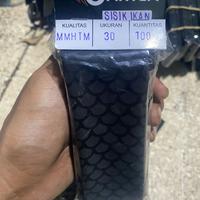 SISIK IKAN
KUALITAS UKURAN KUANTITAS
MMHTM 30 100